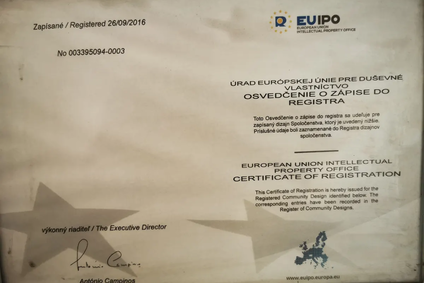 Zapísané / Registered 26/09/2016
No 003395094-0003
EUIPO
EUROPEAN UNION
INTELLECTUAL PROPERTY OFFICE
ÚRAD EURÓPSKEJ ÚNIE PRE DUŠEVNÉ
VLASTNÍCTVO
OSVEDČENIE O ZÁPISE DO
REGISTRA
Toto Osvedčenie o zápise do registra sa udeľuje pre
zapísaný dizajn Spoločenstva, ktorý je uvedený nižšie.
Príslušné údaje boli zaznamenané do Registra dizajnov
spoločenstva.
EUROPEAN UNION INTELLECTUAL
PROPERTY OFFICE
CERTIFICATE OF REGISTRATION
This Certificate of Registration is hereby issued for the
Registered Community Design identified below. The
corresponding entries have been recorded in the
Register of Community Designs.
výkonný riaditeľ / The Executive Director
António Campinos
www.euipo.europa.eu